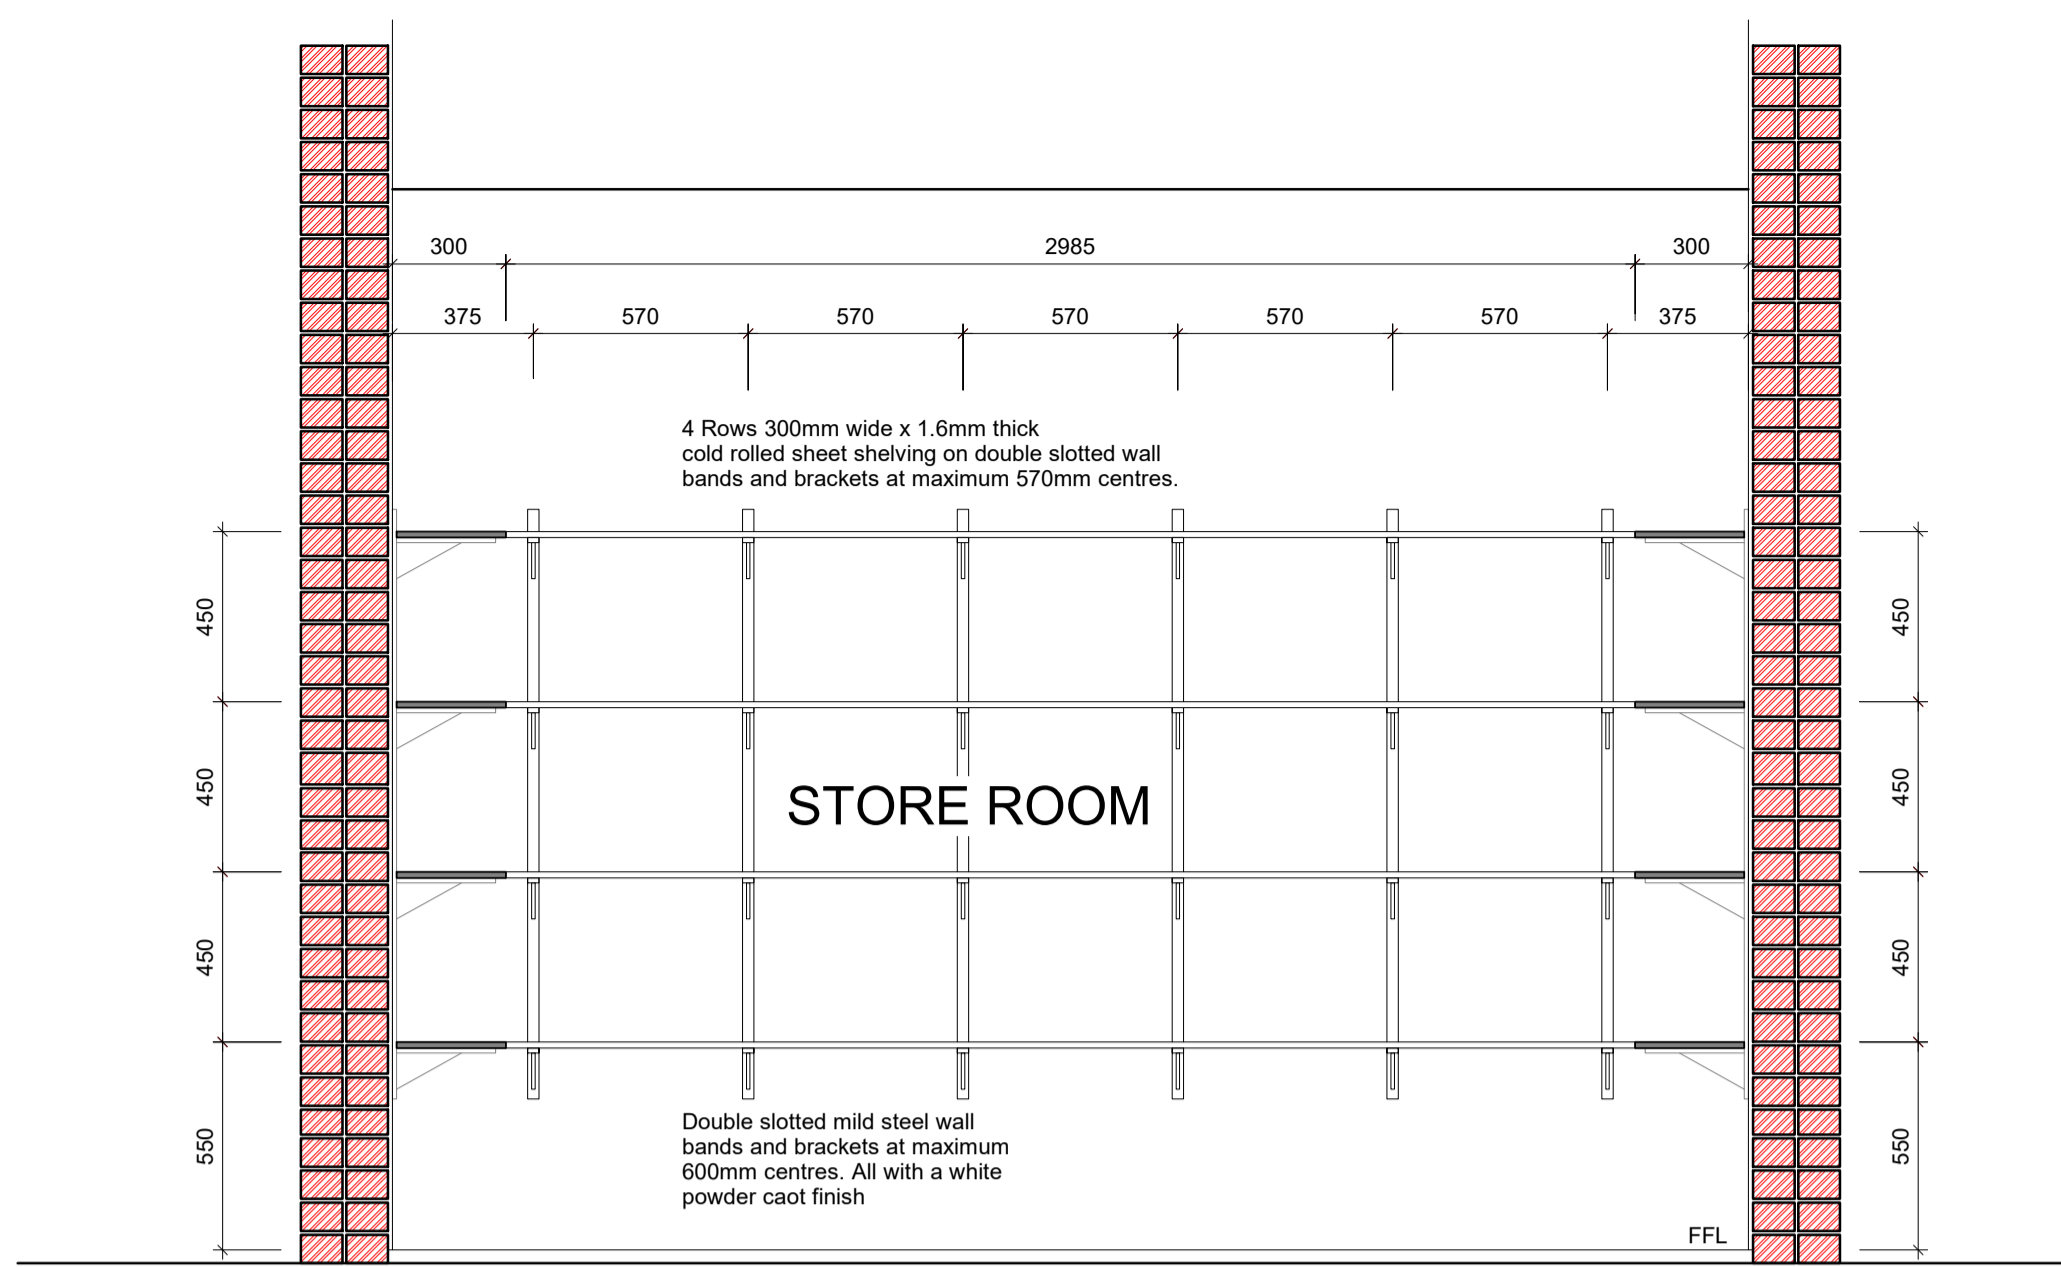 300 2985 300
375 570 570 570 570 570 375
4 Rows 300mm wide x 1.6mm thick
cold rolled sheet shelving on double slotted wall
bands and brackets at maximum 570mm centres.
450 450
450 450
STORE ROOM
450 450
550 550
Double slotted mild steel wall
bands and brackets at maximum
600mm centres. All with a white
powder caot finish
FFL